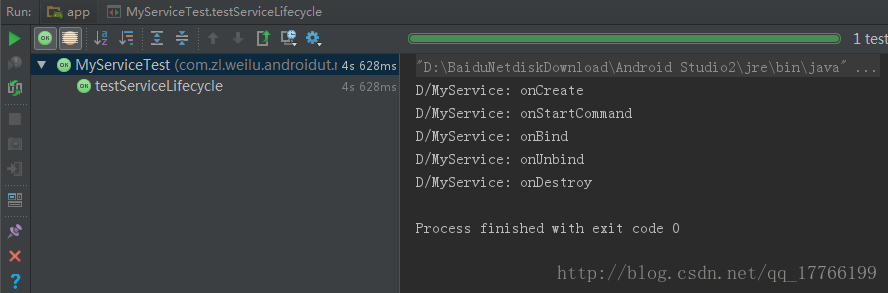 Run: app MyServiceTest.testServiceLifecycle
1 test
MyServiceTest (com.zl.weilu.androidut. 4s 628ms
testServiceLifecycle 4s 628ms
"D:\BaiduNetdiskDownload\Android Studio2\jre\bin\java" ...
D/MyService: onCreate
D/MyService: onStartCommand
D/MyService: onBind
D/MyService: onUnbind
D/MyService: onDestroy
Process finished with exit code 0
http://blog.csdn.net/qq_17766199